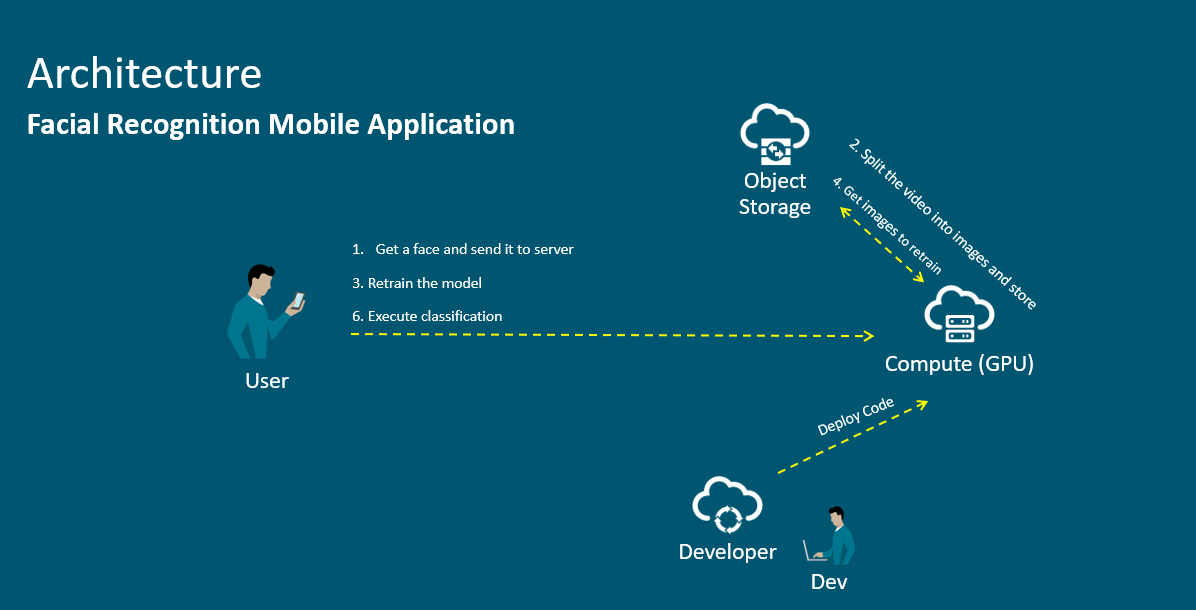 Architecture
Facial Recognition Mobile Application
Object
Storage
2. Split the video into images and store
4. Get images to retrain
1. Get a face and send it to server
3. Retrain the model
6. Execute classification
User
Compute (GPU)
Deploy Code
Developer
Dev